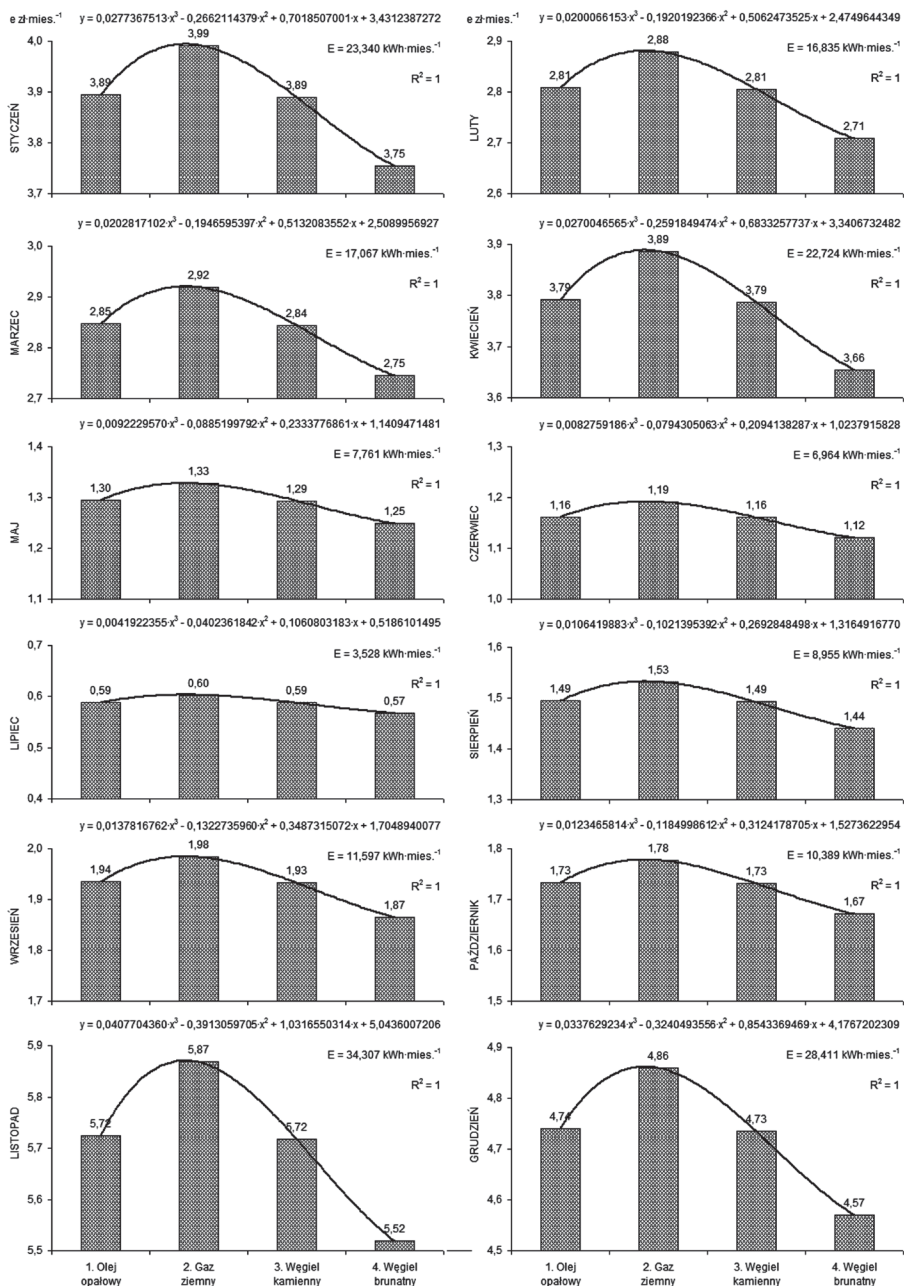 e zł·mies.⁻¹ y = 0,0277367513·x³ - 0,2662114379·x² + 0,7018507001·x + 3,4312387272
E = 23,340 kWh·mies.⁻¹
R² = 1
STYCZEŃ
4,0
3,9
3,8
3,7
3,89
3,99
3,89
3,75
e zł·mies.⁻¹ y = 0,0200066153·x³ - 0,1920192366·x² + 0,5062473525·x + 2,4749644349
E = 16,835 kWh·mies.⁻¹
R² = 1
LUTY
2,9
2,8
2,7
2,6
2,81
2,88
2,81
2,71
y = 0,0202817102·x³ - 0,1946595397·x² + 0,5132083552·x + 2,5089956927
E = 17,067 kWh·mies.⁻¹
R² = 1
MARZEC
3,0
2,9
2,8
2,7
2,85
2,92
2,84
2,75
y = 0,0270046565·x³ - 0,2591849474·x² + 0,6833257737·x + 3,3406732482
E = 22,724 kWh·mies.⁻¹
R² = 1
KWIECIEŃ
3,9
3,8
3,7
3,6
3,79
3,89
3,79
3,66
y = 0,0092229570·x³ - 0,0885199792·x² + 0,2333776861·x + 1,1409471481
E = 7,761 kWh·mies.⁻¹
R² = 1
MAJ
1,4
1,3
1,2
1,1
1,30
1,33
1,29
1,25
y = 0,0082759186·x³ - 0,0794305063·x² + 0,2094138287·x + 1,0237915828
E = 6,964 kWh·mies.⁻¹
R² = 1
CZERWIEC
1,3
1,2
1,1
1,0
1,16
1,19
1,16
1,12
y = 0,0041922355·x³ - 0,0402361842·x² + 0,1060803183·x + 0,5186101495
E = 3,528 kWh·mies.⁻¹
R² = 1
LIPIEC
0,7
0,6
0,5
0,4
0,59
0,60
0,59
0,57
y = 0,0106419883·x³ - 0,1021395392·x² + 0,2692848498·x + 1,3164916770
E = 8,955 kWh·mies.⁻¹
R² = 1
SIERPIEŃ
1,6
1,5
1,4
1,3
1,49
1,53
1,49
1,44
y = 0,0137816762·x³ - 0,1322735960·x² + 0,3487315072·x + 1,7048940077
E = 11,597 kWh·mies.⁻¹
R² = 1
WRZESIEŃ
2,0
1,9
1,8
1,7
1,94
1,98
1,93
1,87
y = 0,0123465814·x³ - 0,1184998612·x² + 0,3124178705·x + 1,5273622954
E = 10,389 kWh·mies.⁻¹
R² = 1
PAŹDZIERNIK
1,8
1,7
1,6
1,5
1,73
1,78
1,73
1,67
y = 0,0407704360·x³ - 0,3913059705·x² + 1,0316550314·x + 5,0436007206
E = 34,307 kWh·mies.⁻¹
R² = 1
LISTOPAD
5,9
5,8
5,7
5,6
5,5
5,72
5,87
5,72
5,52
y = 0,0337629234·x³ - 0,3240493556·x² + 0,8543369469·x + 4,1767202309
E = 28,411 kWh·mies.⁻¹
R² = 1
GRUDZIEŃ
4,9
4,8
4,7
4,6
4,5
4,74
4,86
4,73
4,57
1. Olej
opałowy
2. Gaz
ziemny
3. Węgiel
kamienny
4. Węgiel
brunatny
1. Olej
opałowy
2. Gaz
ziemny
3. Węgiel
kamienny
4. Węgiel
brunatny